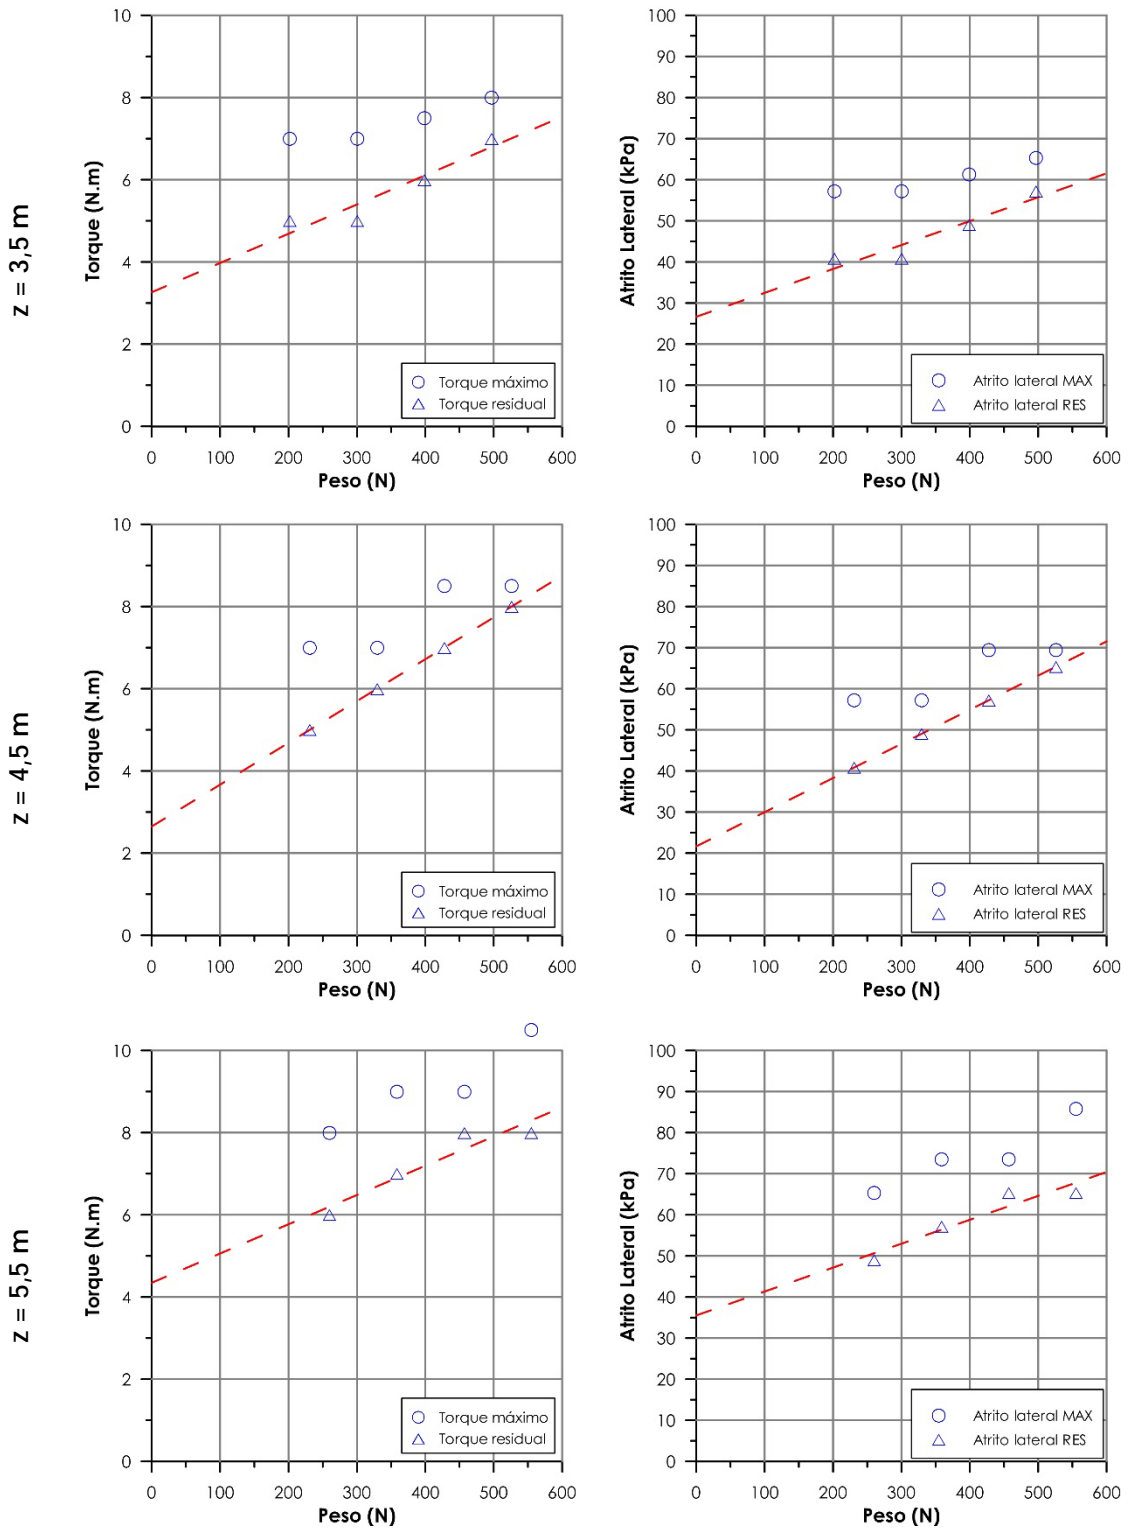 z = 3,5 m
Torque (N.m)
10
8
6
4
2
0
0 100 200 300 400 500 600
Peso (N)
Torque máximo
Torque residual
Atrito Lateral (kPa)
100
90
80
70
60
50
40
30
20
10
0
0 100 200 300 400 500 600
Peso (N)
Atrito lateral MAX
Atrito lateral RES
z = 4,5 m
Torque (N.m)
10
8
6
4
2
0
0 100 200 300 400 500 600
Peso (N)
Torque máximo
Torque residual
Atrito Lateral (kPa)
100
90
80
70
60
50
40
30
20
10
0
0 100 200 300 400 500 600
Peso (N)
Atrito lateral MAX
Atrito lateral RES
z = 5,5 m
Torque (N.m)
10
8
6
4
2
0
0 100 200 300 400 500 600
Peso (N)
Torque máximo
Torque residual
Atrito Lateral (kPa)
100
90
80
70
60
50
40
30
20
10
0
0 100 200 300 400 500 600
Peso (N)
Atrito lateral MAX
Atrito lateral RES